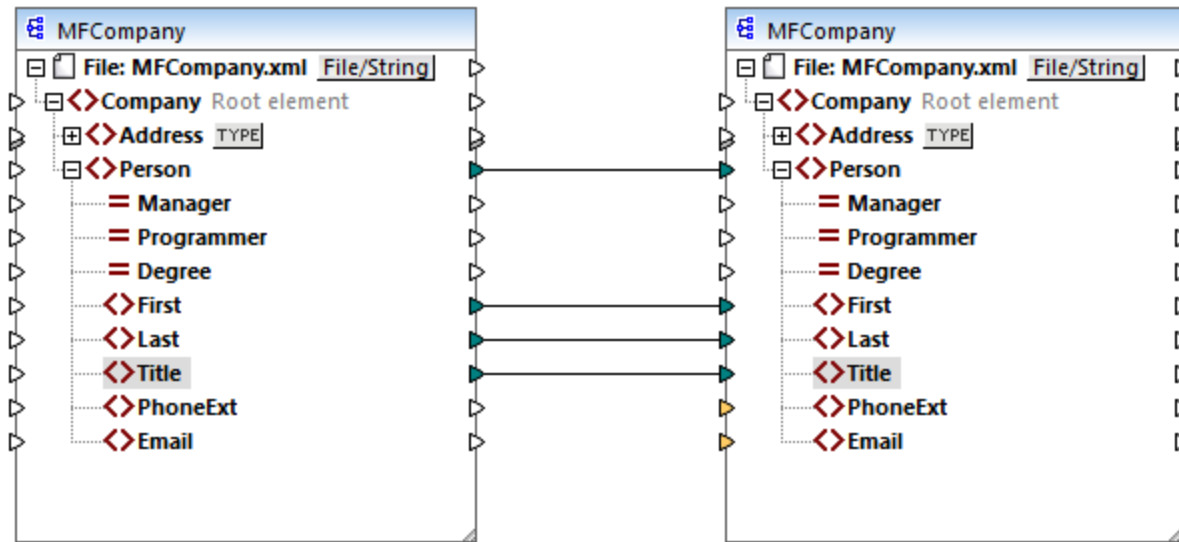 MFCompany
File: MFCompany.xml File/String
Company Root element
Address TYPE
Person
Manager
Programmer
Degree
First
Last
Title
PhoneExt
Email
MFCompany
File: MFCompany.xml File/String
Company Root element
Address TYPE
Person
Manager
Programmer
Degree
First
Last
Title
PhoneExt
Email